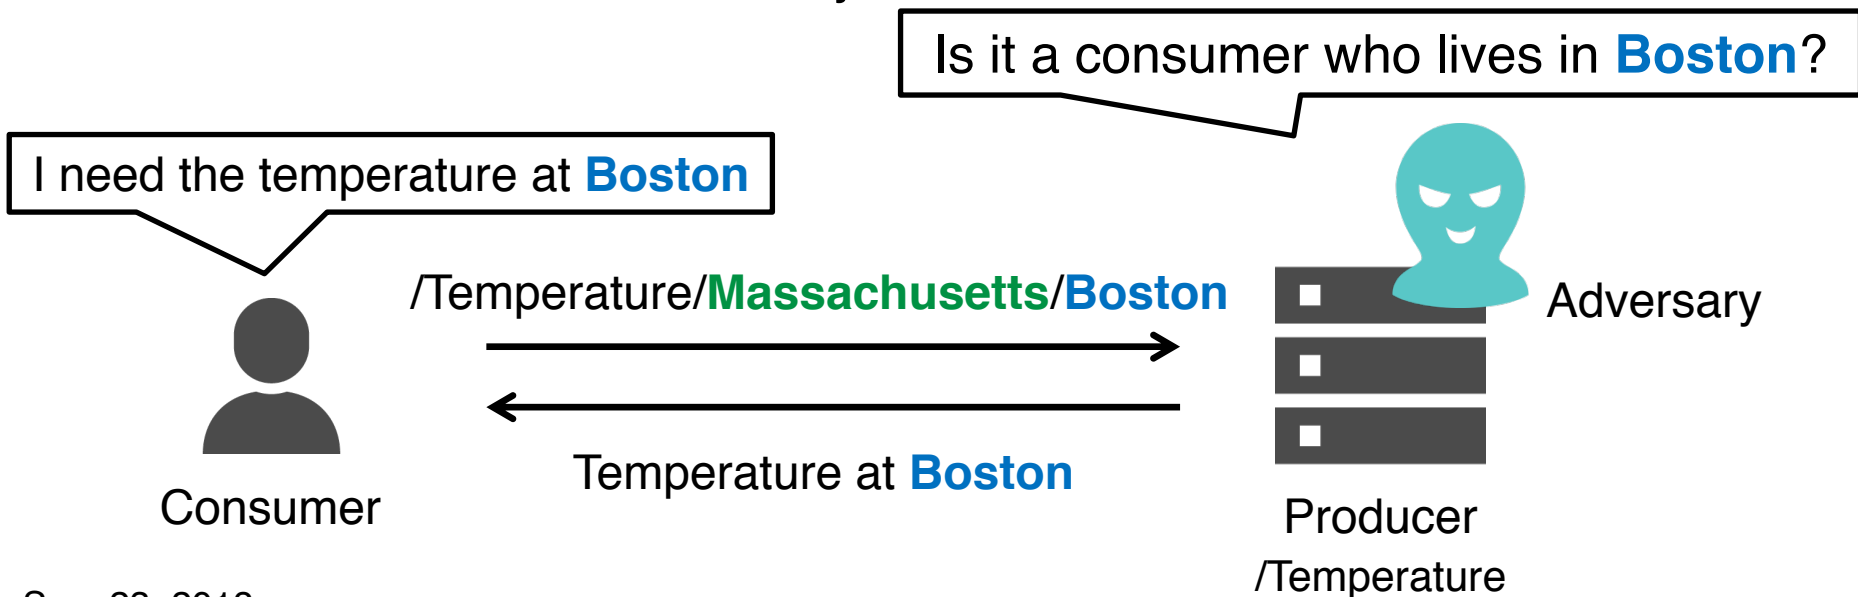 Is it a consumer who lives in Boston?
I need the temperature at Boston
/Temperature/Massachusetts/Boston
Adversary
Temperature at Boston
Consumer
Producer
/Temperature